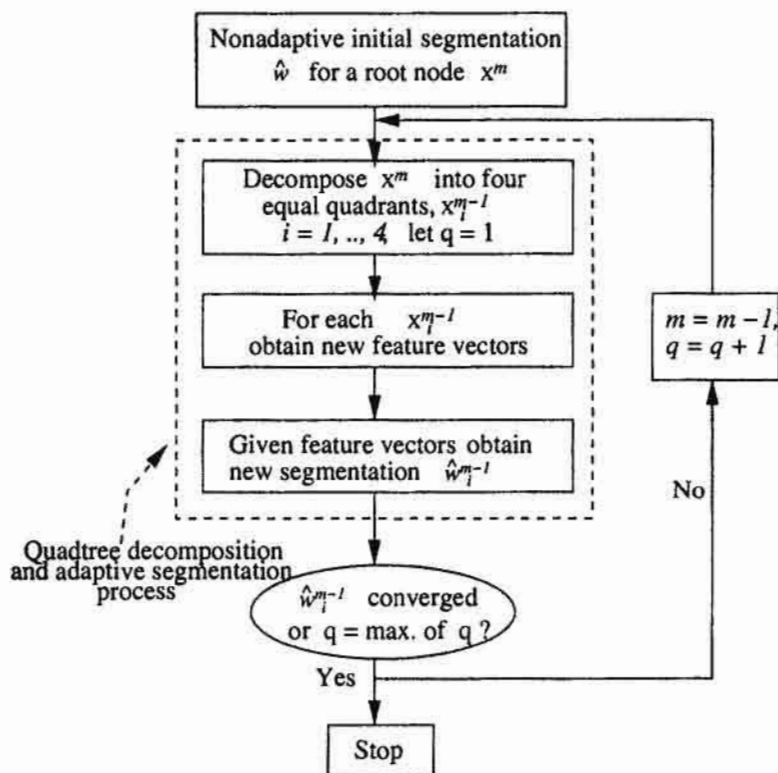 Nonadaptive initial segmentation
ŵ for a root node x^m
Decompose x^m into four
equal quadrants, x_i^{m-1}
i = 1, .., 4, let q = 1
For each x_i^{m-1}
obtain new feature vectors
m = m - 1,
q = q + 1
Given feature vectors obtain
new segmentation ŵ_i^{m-1}
No
Quadtree decomposition
and adaptive segmentation
process
ŵ_i^{m-1} converged
or q = max. of q ?
Yes
Stop